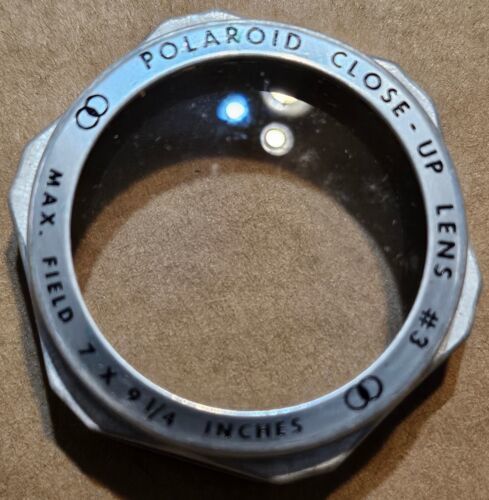 POLAROID CLOSE-UP LENS #3
MAX. FIELD 7 X 9 1/4 INCHES